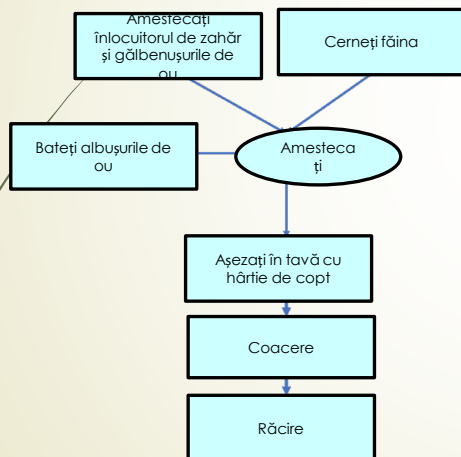 Amestecați
înlocuitorul de zahăr
și gălbenușurile de
ou
Cerneți făina
Bateți albușurile de
ou
Amesteca
ți
Așezați în tavă cu
hârtie de copt
Coacere
Răcire